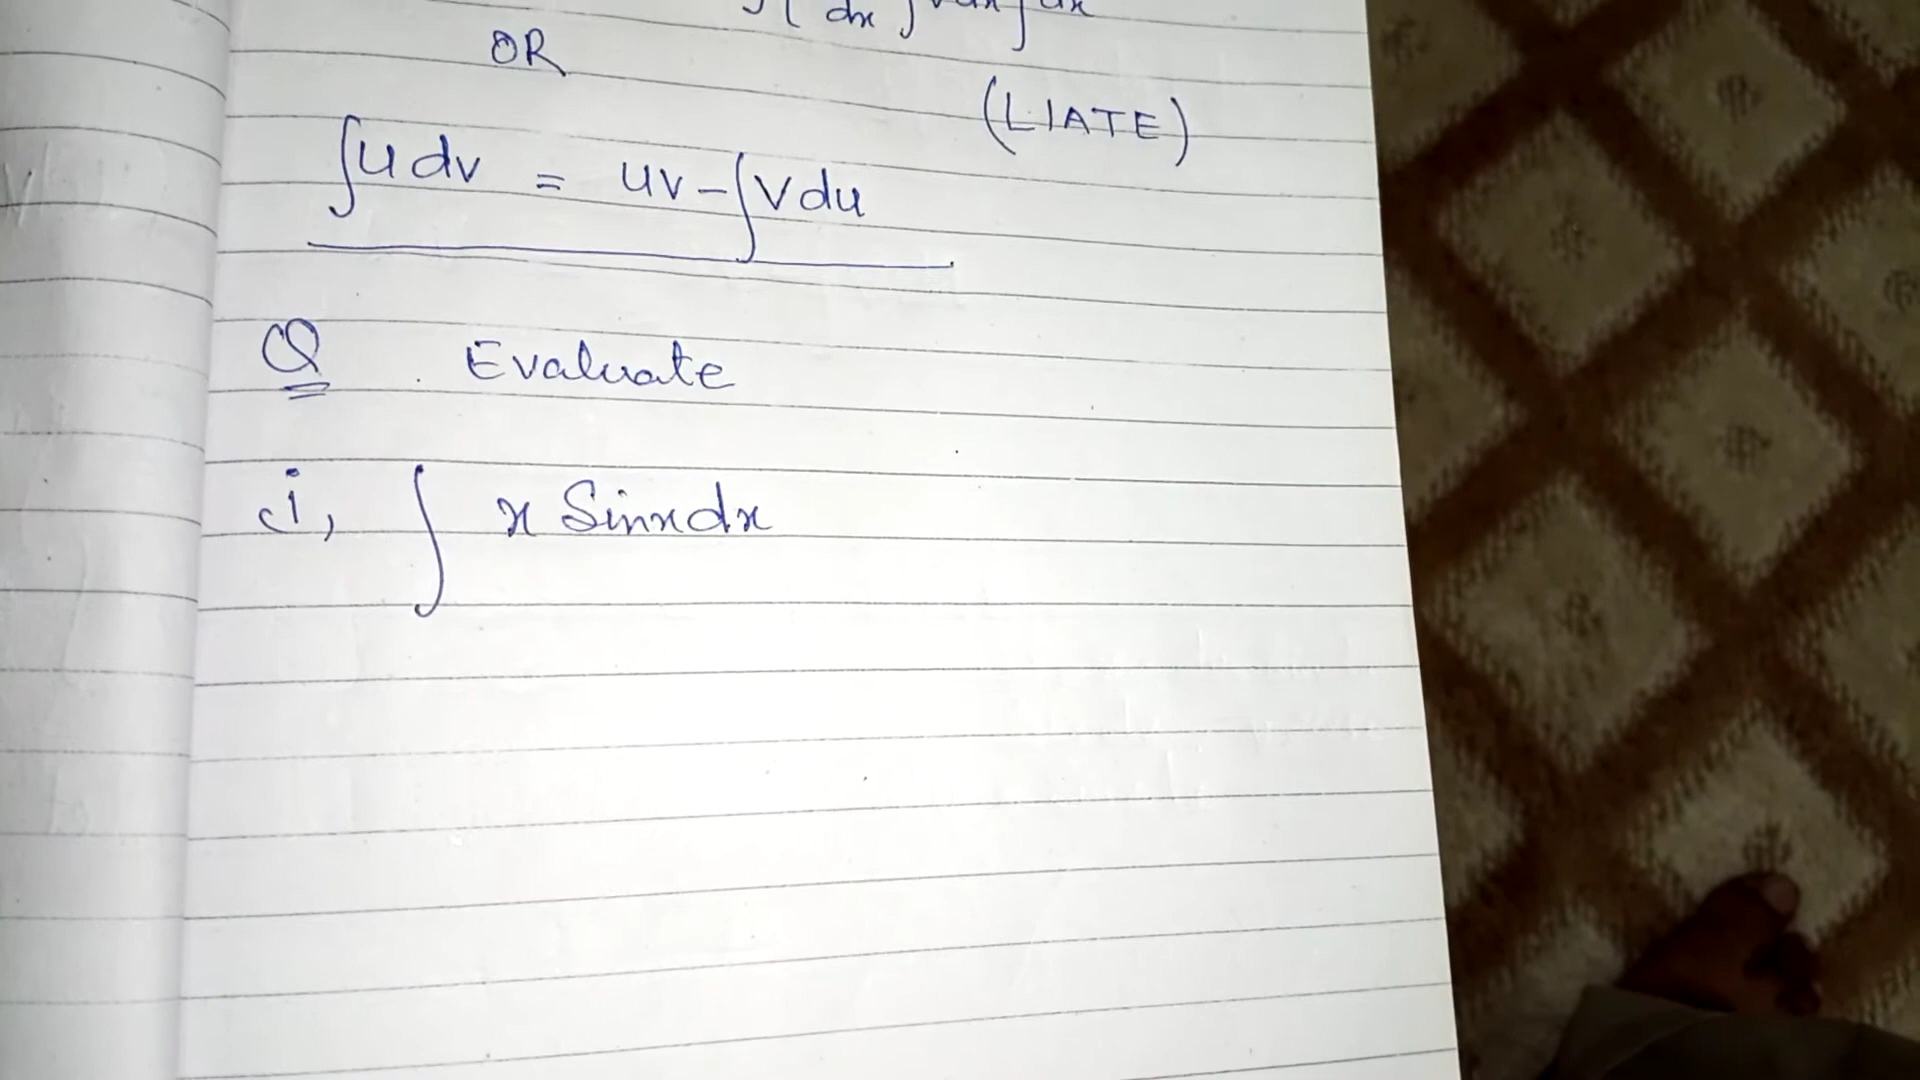 OR
(LIATE)
∫u dv = uv - ∫v du
Q Evaluate
i, ∫ x Sinx dx